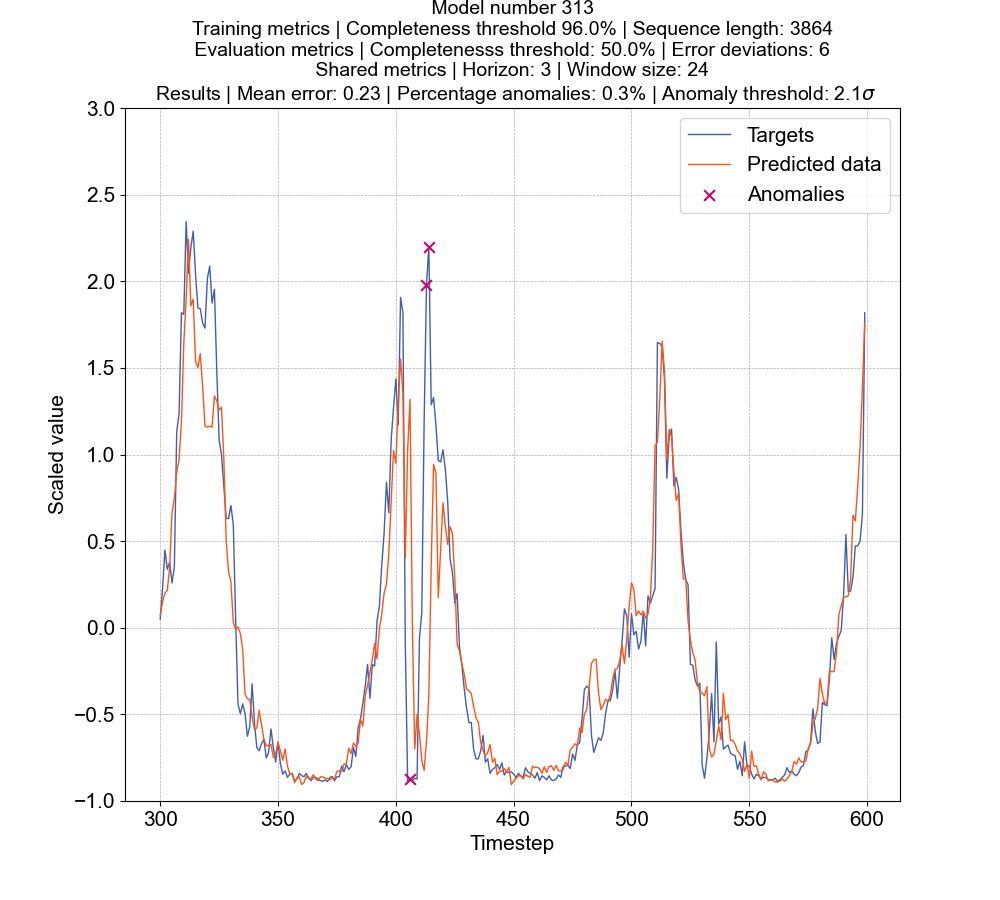 Model number 313
Training metrics | Completeness threshold 96.0% | Sequence length: 3864
Evaluation metrics | Completenesss threshold: 50.0% | Error deviations: 6
Shared metrics | Horizon: 3 | Window size: 24
Results | Mean error: 0.23 | Percentage anomalies: 0.3% | Anomaly threshold: 2.1σ
Targets
Predicted data
Anomalies
3.0
2.5
2.0
1.5
1.0
0.5
0.0
−0.5
−1.0
Scaled value
300 350 400 450 500 550 600
Timestep